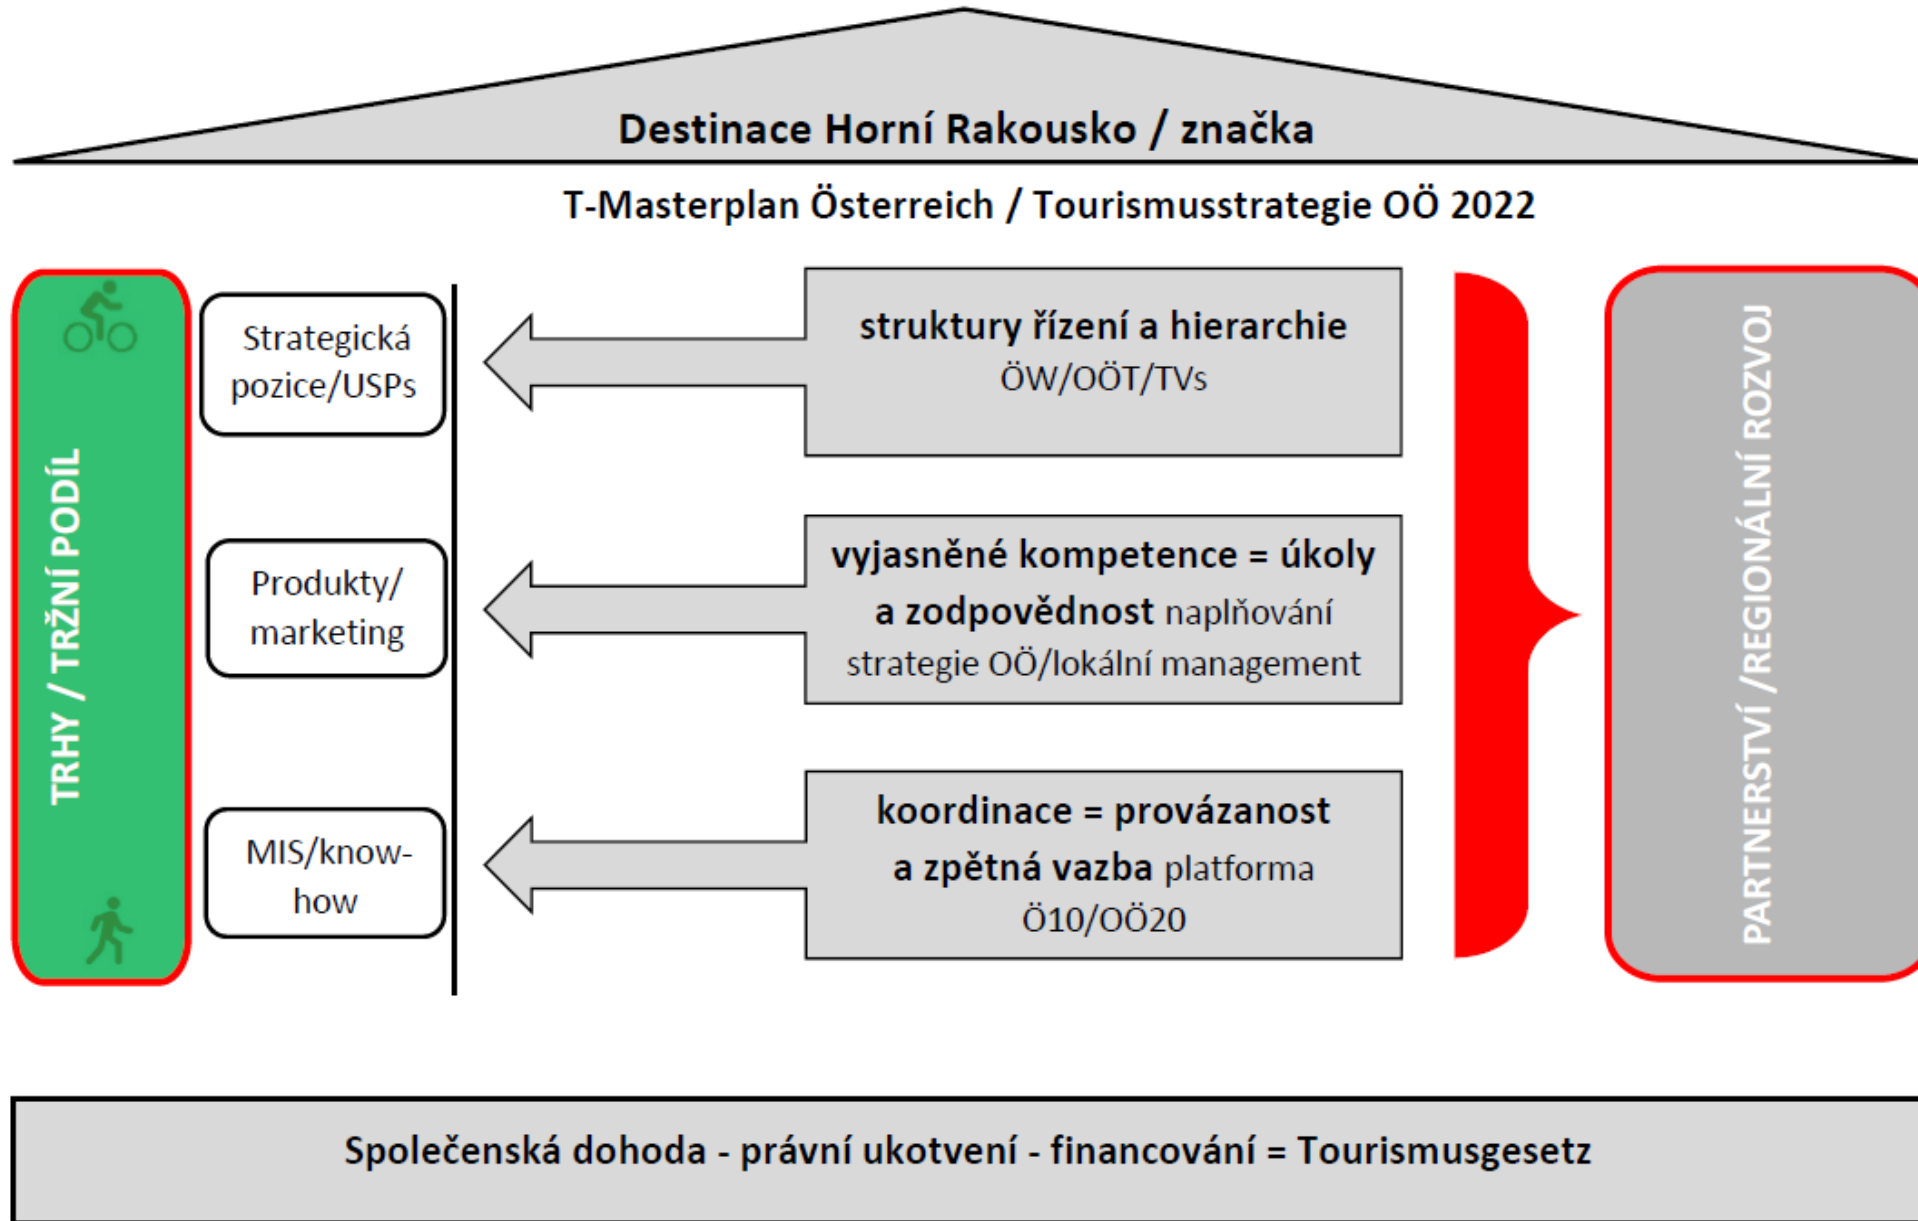 Destinace Horní Rakousko / značka
T-Masterplan Österreich / Tourismusstrategie OÖ 2022
TRHY / TRŽNÍ PODÍL
Strategická
pozice/USPs
struktury řízení a hierarchie
ÖW/OÖT/TVs
Produkty/
marketing
vyjasněné kompetence = úkoly
a zodpovědnost naplňování
strategie OÖ/lokální management
MIS/know-
how
koordinace = provázanost
a zpětná vazba platforma
Ö10/OÖ20
PARTNERSTVÍ /REGIONÁLNÍ ROZVOJ
Společenská dohoda - právní ukotvení - financování = Tourismusgesetz